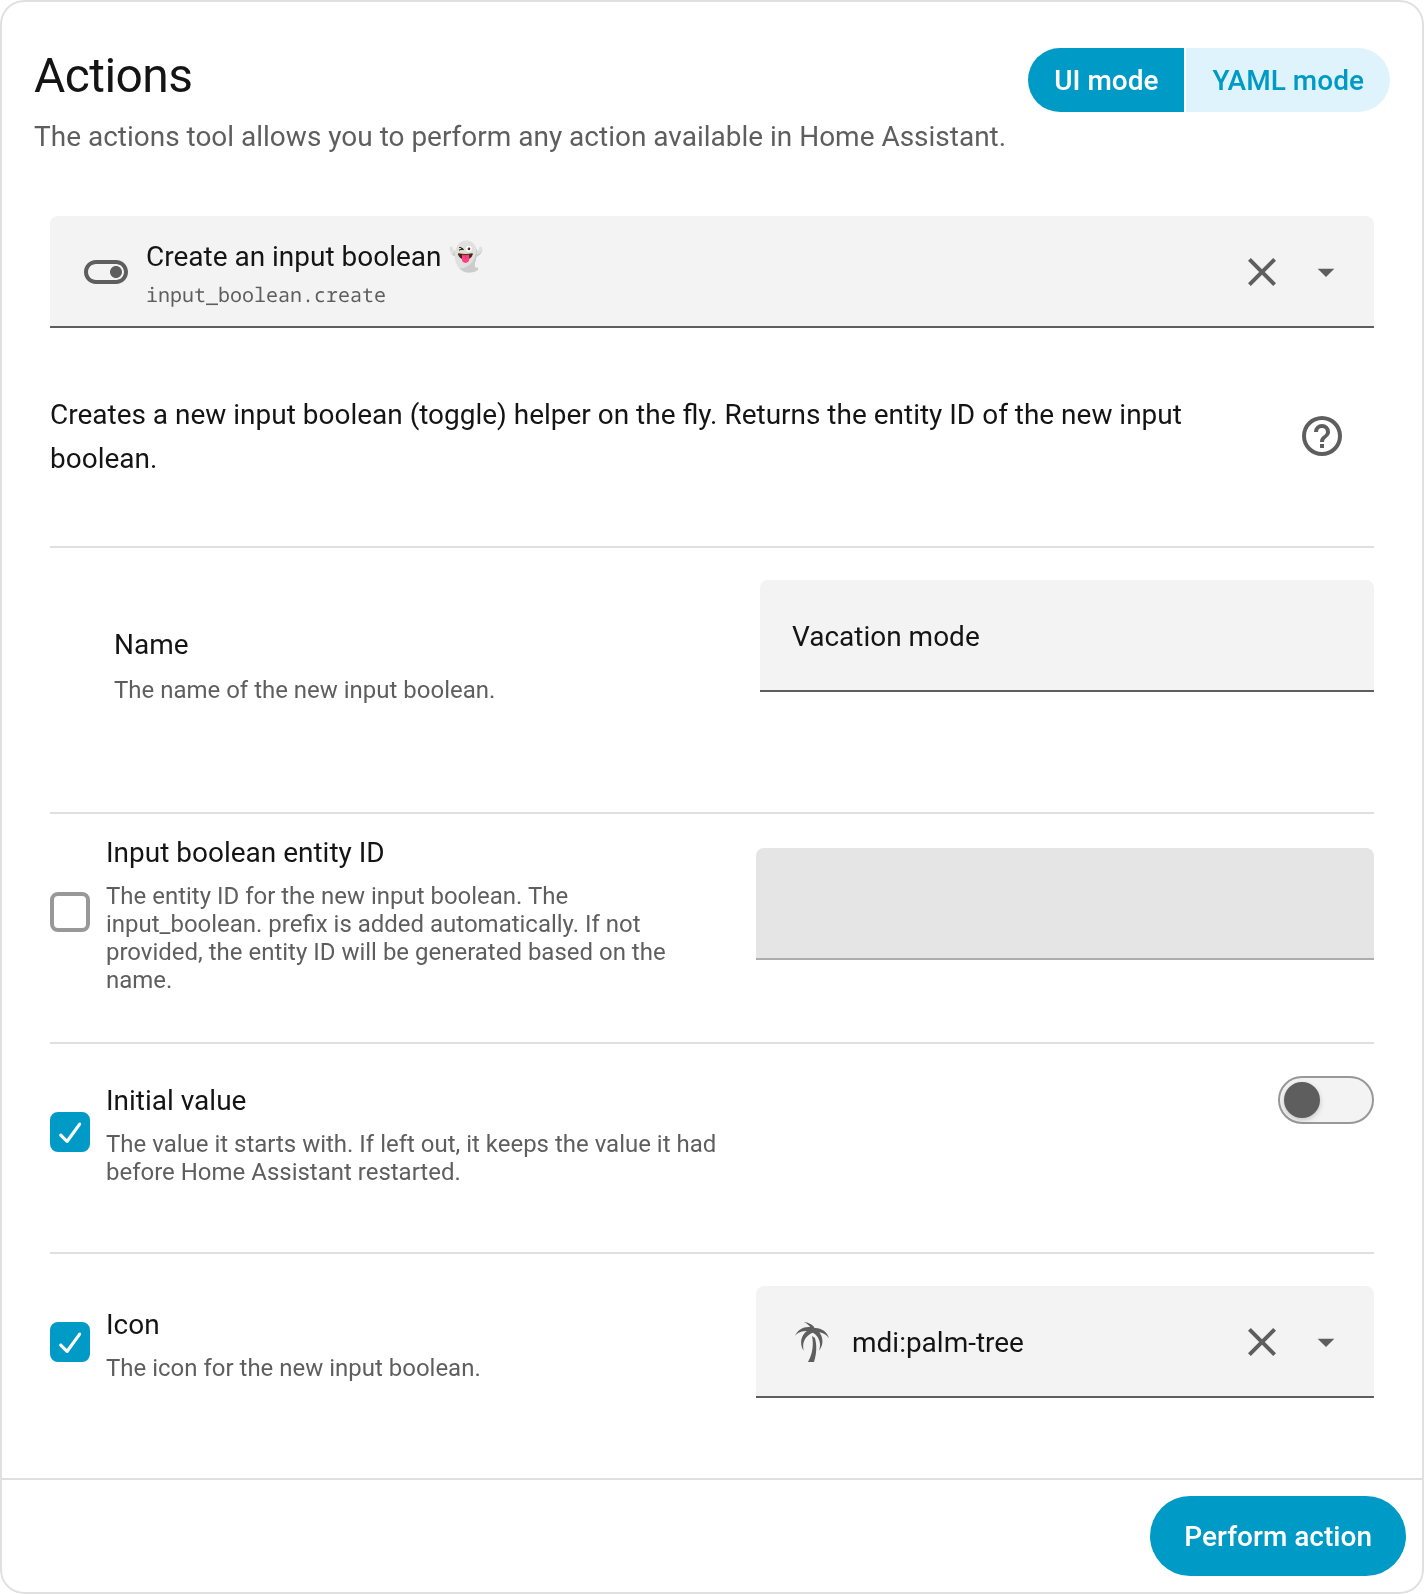 Actions
UI mode
YAML mode
The actions tool allows you to perform any action available in Home Assistant.
Create an input boolean 👻
input_boolean.create
Creates a new input boolean (toggle) helper on the fly. Returns the entity ID of the new input
boolean.
Name
The name of the new input boolean.
Vacation mode
Input boolean entity ID
The entity ID for the new input boolean. The
input_boolean. prefix is added automatically. If not
provided, the entity ID will be generated based on the
name.
Initial value
The value it starts with. If left out, it keeps the value it had
before Home Assistant restarted.
Icon
The icon for the new input boolean.
mdi:palm-tree
Perform action